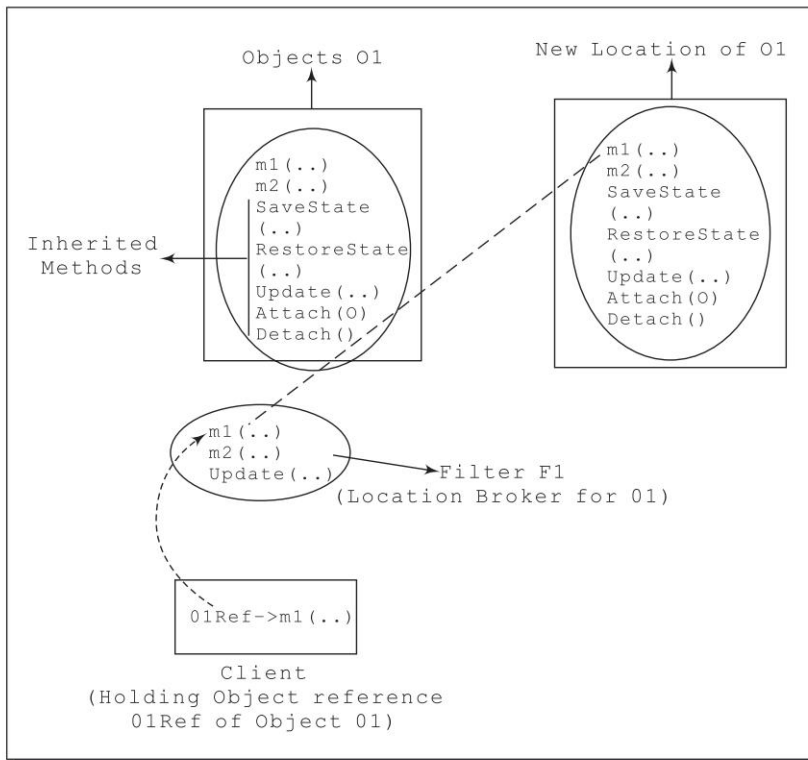 Objects O1
New Location of O1
m1(..)
m2(..)
SaveState
(..)
RestoreState
(..)
Update(..)
Attach(O)
Detach()
Inherited
Methods
m1(..)
m2(..)
SaveState
(..)
RestoreState
(..)
Update(..)
Attach(O)
Detach()
m1(..)
m2(..)
Update(..)
Filter F1
(Location Broker for 01)
01Ref->m1(..)
Client
(Holding Object reference
01Ref of Object 01)